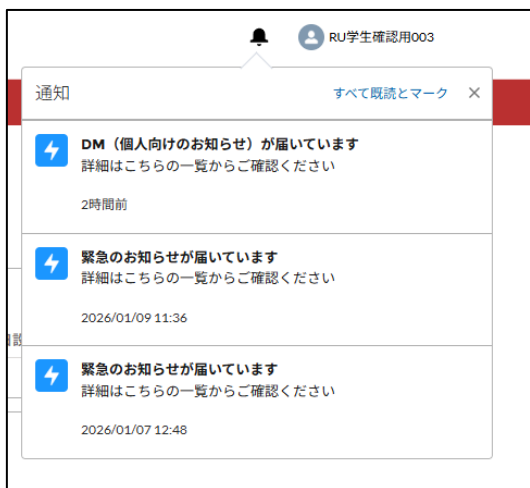 RU学生確認用003
通知
すべて既読とマーク
DM（個人向けのお知らせ）が届いています
詳細はこちらの一覧からご確認ください
2時間前
緊急のお知らせが届いています
詳細はこちらの一覧からご確認ください
2026/01/09 11:36
緊急のお知らせが届いています
詳細はこちらの一覧からご確認ください
2026/01/07 12:48